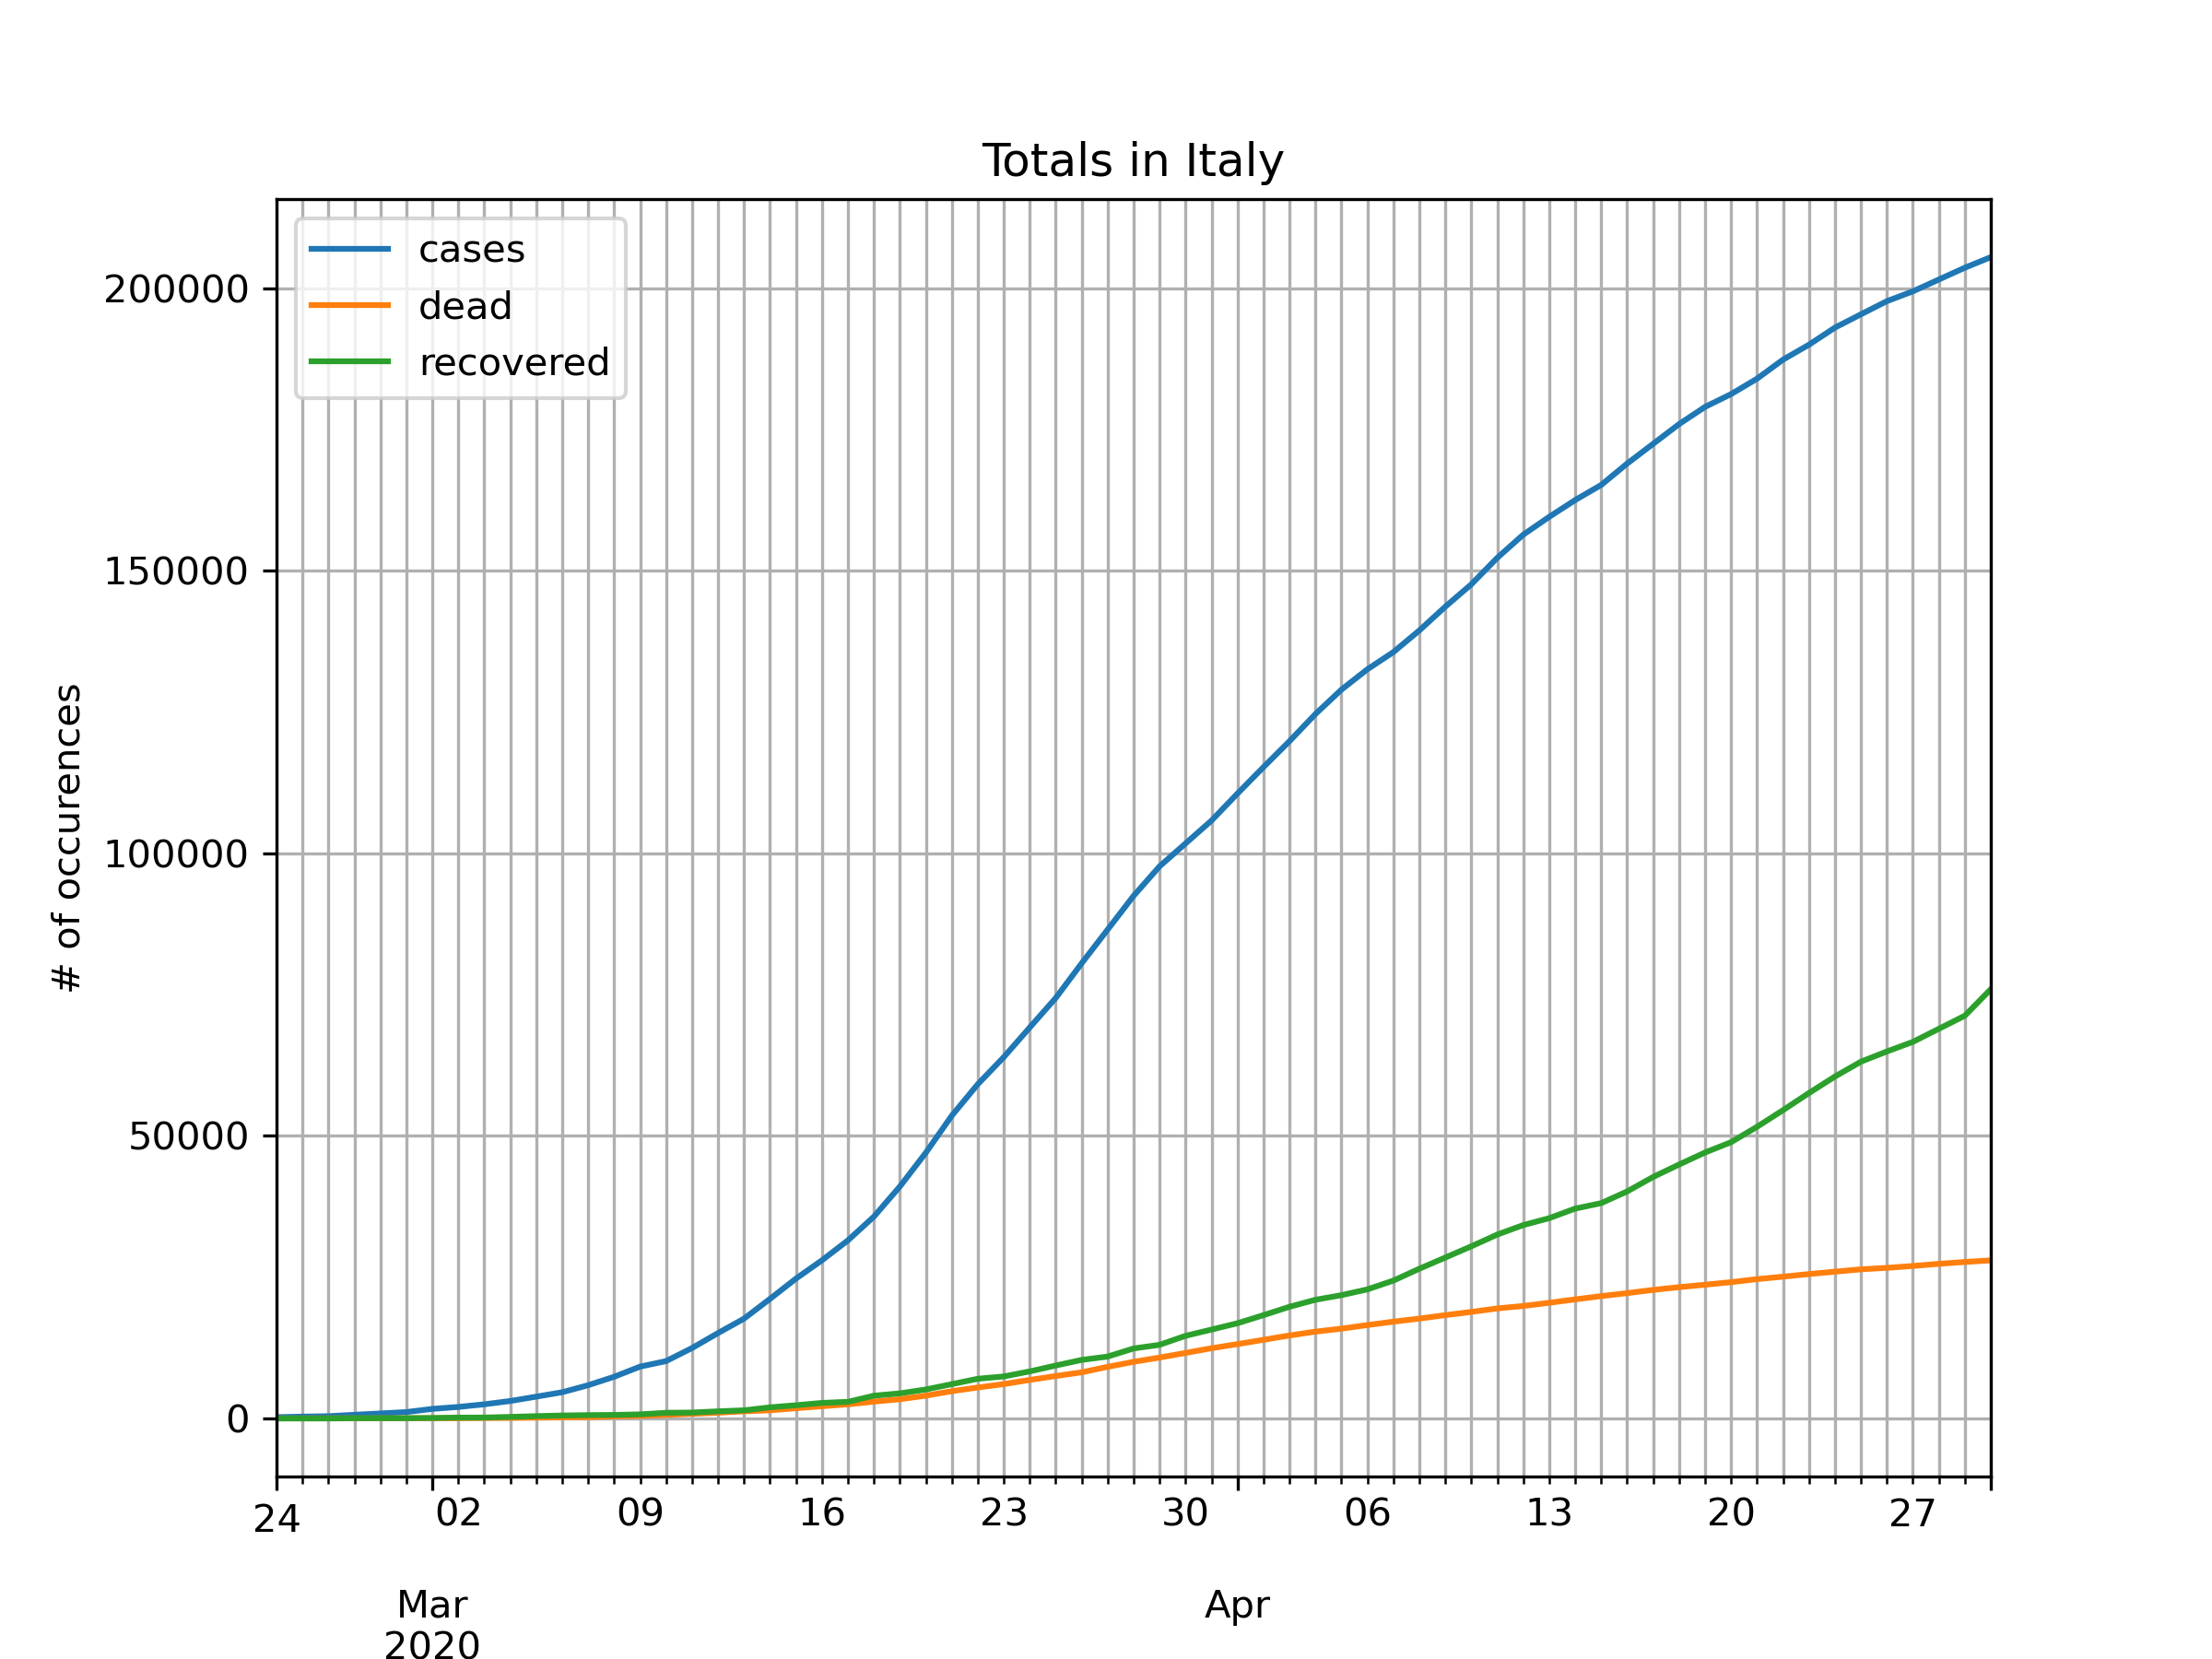 Totals in Italy
cases
dead
recovered
# of occurences
200000
150000
100000
50000
0
24 02 09 16 23 30 06 13 20 27
Mar Apr
2020